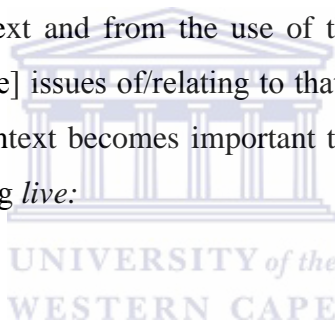 ext and from the use of t
e] issues of/relating to that
ntext becomes important t
g live:
UNIVERSITY of the
WESTERN CAPE